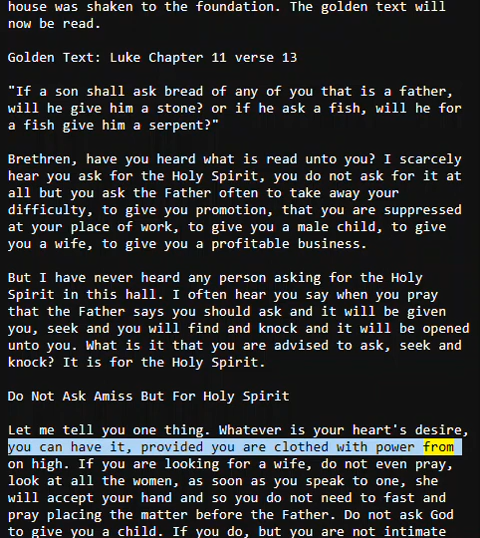 house was shaken to the foundation. The golden text will
now be read.
Golden Text: Luke Chapter 11 verse 13
"If a son shall ask bread of any of you that is a father,
will he give him a stone? or if he ask a fish, will he for
a fish give him a serpent?"
Brethren, have you heard what is read unto you? I scarcely
hear you ask for the Holy Spirit, you do not ask for it at
all but you ask the Father often to take away your
difficulty, to give you promotion, that you are suppressed
at your place of work, to give you a male child, to give
you a wife, to give you a profitable business.
But I have never heard any person asking for the Holy
Spirit in this hall. I often hear you say when you pray
that the Father says you should ask and it will be given
you, seek and you will find and knock and it will be opened
unto you. What is it that you are advised to ask, seek and
knock? It is for the Holy Spirit.
Do Not Ask Amiss But For Holy Spirit
Let me tell you one thing. Whatever is your heart's desire,
you can have it, provided you are clothed with power from
on high. If you are looking for a wife, do not even pray,
look at all the women, as soon as you speak to one, she
will accept your hand and so you do not need to fast and
pray placing the matter before the Father. Do not ask God
to give you a child. If you do, but you are not intimate